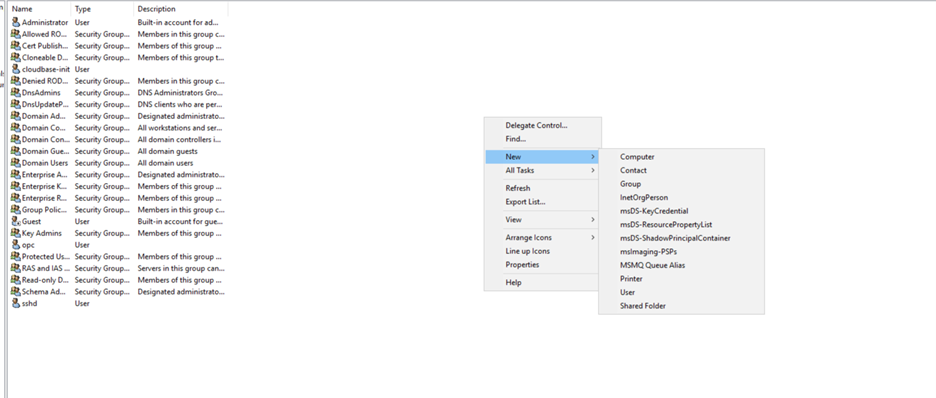 Name Type Description
Administrator User Built-in account for ad...
Allowed RO... Security Group... Members in this group c...
Cert Publish... Security Group... Members of this group ...
Cloneable D... Security Group... Members of this group t...
cloudbase-init User
Denied ROD... Security Group... Members in this group c...
DnsAdmins Security Group... DNS Administrators Gro...
DnsUpdateP... Security Group... DNS clients who are per...
Domain Ad... Security Group... Designated administrato...
Domain Co... Security Group... All workstations and ser...
Domain Con... Security Group... All domain controllers i...
Domain Gue... Security Group... All domain guests
Domain Users Security Group... All domain users
Enterprise A... Security Group... Designated administrato...
Enterprise K... Security Group... Members of this group ...
Enterprise R... Security Group... Members of this group ...
Group Polic... Security Group... Members in this group c...
Guest User Built-in account for gue...
Key Admins Security Group... Members of this group ...
opc User
Protected Us... Security Group... Members of this group ...
RAS and IAS ... Security Group... Servers in this group can...
Read-only D... Security Group... Members of this group ...
Schema Ad... Security Group... Designated administrato...
sshd User
Delegate Control...
Find...
New
All Tasks
Refresh
Export List...
View
Arrange Icons
Line up Icons
Properties
Help
Computer
Contact
Group
InetOrgPerson
msDS-KeyCredential
msDS-ResourcePropertyList
msDS-ShadowPrincipalContainer
msImaging-PSPs
MSMQ Queue Alias
Printer
User
Shared Folder